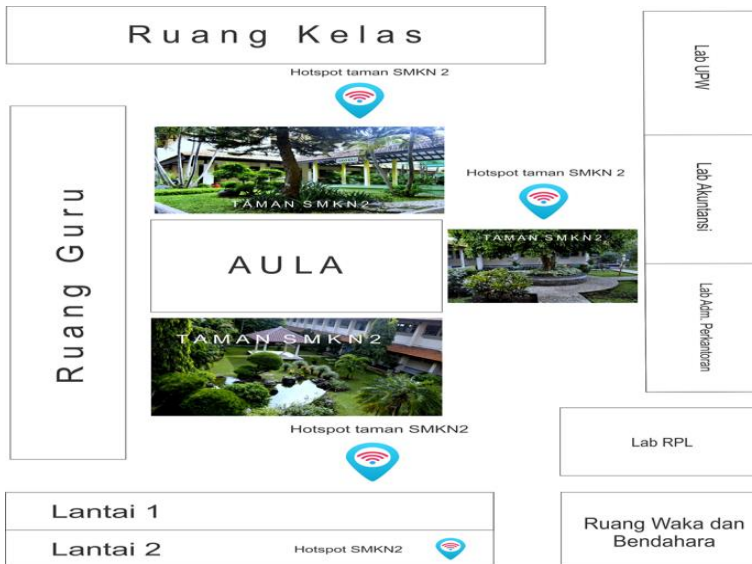 Ruang Kelas
Hotspot taman SMKN 2
Lab UPW
Hotspot taman SMKN 2
Lab Akuntansi
TAMAN SMKN2
Ruang Guru
AULA
TAMAN SMKN2
Lab Adm. Perkantoran
TAMAN SMKN2
Hotspot taman SMKN2
Lab RPL
Lantai 1
Lantai 2
Hotspot SMKN2
Ruang Waka dan
Bendahara